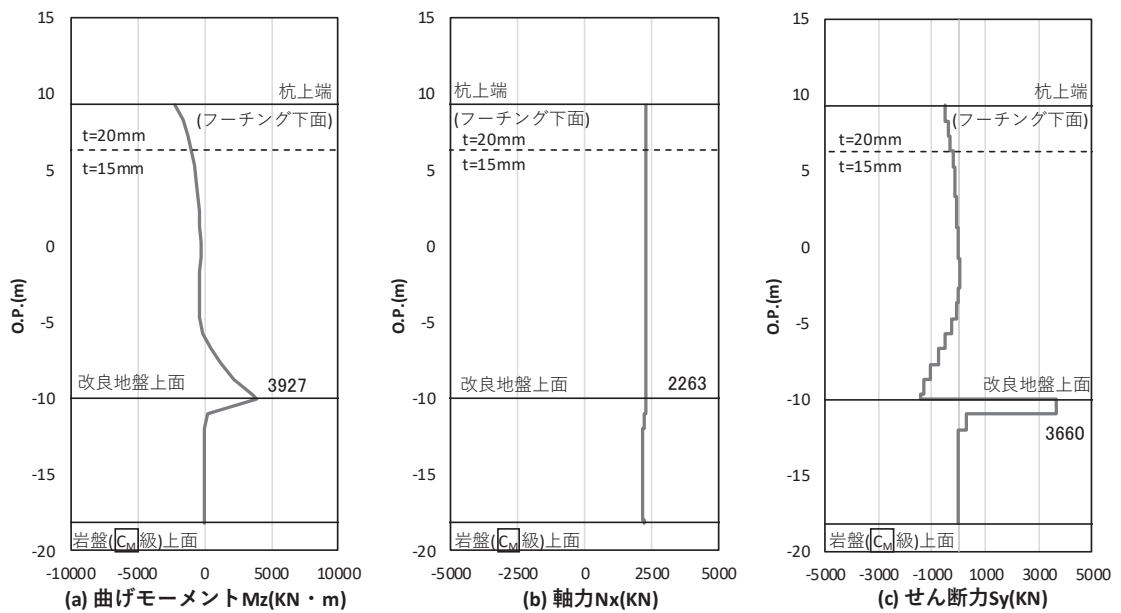 15
10
5
0
-5
-10
-15
-20
O.P.(m)
杭上端
(フーチング下面)
t=20mm
t=15mm
改良地盤上面
3927
岩盤(CM級)上面
-10000 -5000 0 5000 10000
(a) 曲げモーメントMz(KN・m)
15
10
5
0
-5
-10
-15
-20
O.P.(m)
杭上端
(フーチング下面)
t=20mm
t=15mm
改良地盤上面
2263
岩盤(CM級)上面
-5000 -2500 0 2500 5000
(b) 軸力Nx(KN)
15
10
5
0
-5
-10
-15
-20
O.P.(m)
杭上端
(フーチング下面)
t=20mm
t=15mm
改良地盤上面
3660
岩盤(CM級)上面
-5000 -3000 -1000 1000 3000 5000
(c) せん断力Sy(KN)